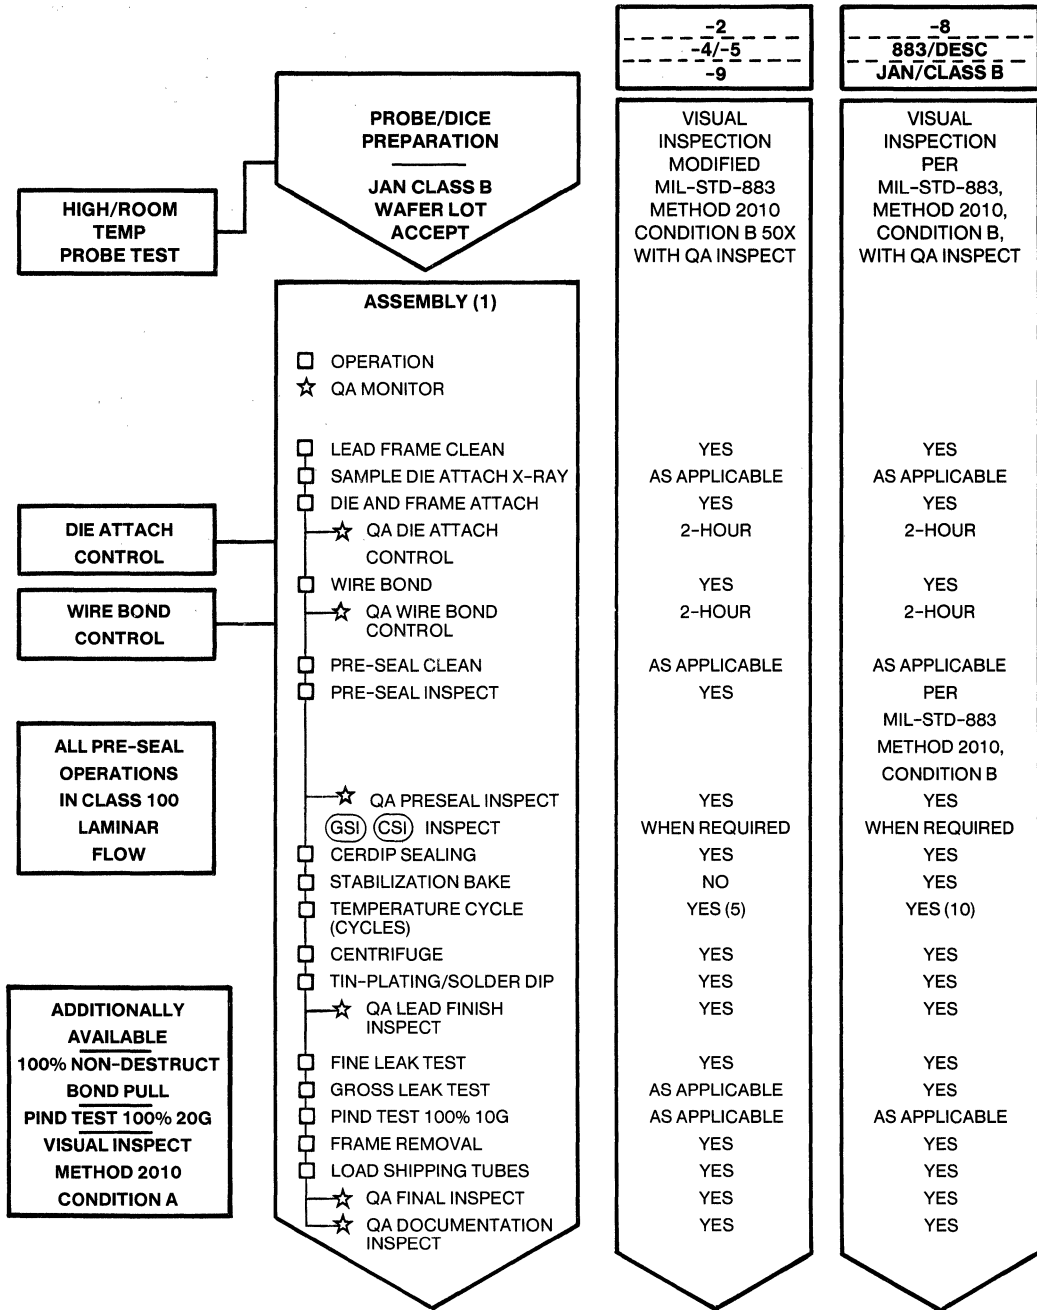 -2
-4/-5
-9
-8
883/DESC
JAN/CLASS B
PROBE/DICE
PREPARATION
JAN CLASS B
WAFER LOT
ACCEPT
HIGH/ROOM
TEMP
PROBE TEST
VISUAL
INSPECTION
MODIFIED
MIL-STD-883
METHOD 2010
CONDITION B 50X
WITH QA INSPECT
VISUAL
INSPECTION
PER
MIL-STD-883,
METHOD 2010,
CONDITION B,
WITH QA INSPECT
ASSEMBLY (1)
OPERATION
QA MONITOR
LEAD FRAME CLEAN YES YES
SAMPLE DIE ATTACH X-RAY AS APPLICABLE AS APPLICABLE
DIE AND FRAME ATTACH YES YES
QA DIE ATTACH 2-HOUR 2-HOUR
CONTROL
DIE ATTACH
CONTROL
WIRE BOND YES YES
QA WIRE BOND 2-HOUR 2-HOUR
CONTROL
WIRE BOND
CONTROL
PRE-SEAL CLEAN AS APPLICABLE AS APPLICABLE
PRE-SEAL INSPECT YES PER
MIL-STD-883
METHOD 2010,
CONDITION B
ALL PRE-SEAL
OPERATIONS
IN CLASS 100
LAMINAR
FLOW
QA PRESEAL INSPECT YES YES
GSI CSI INSPECT WHEN REQUIRED WHEN REQUIRED
CERDIP SEALING YES YES
STABILIZATION BAKE NO YES
TEMPERATURE CYCLE YES (5) YES (10)
(CYCLES)
CENTRIFUGE YES YES
TIN-PLATING/SOLDER DIP YES YES
QA LEAD FINISH YES YES
INSPECT
FINE LEAK TEST YES YES
GROSS LEAK TEST AS APPLICABLE YES
PIND TEST 100% 10G AS APPLICABLE AS APPLICABLE
FRAME REMOVAL YES YES
LOAD SHIPPING TUBES YES YES
QA FINAL INSPECT YES YES
QA DOCUMENTATION YES YES
INSPECT
ADDITIONALLY
AVAILABLE
100% NON-DESTRUCT
BOND PULL
PIND TEST 100% 20G
VISUAL INSPECT
METHOD 2010
CONDITION A